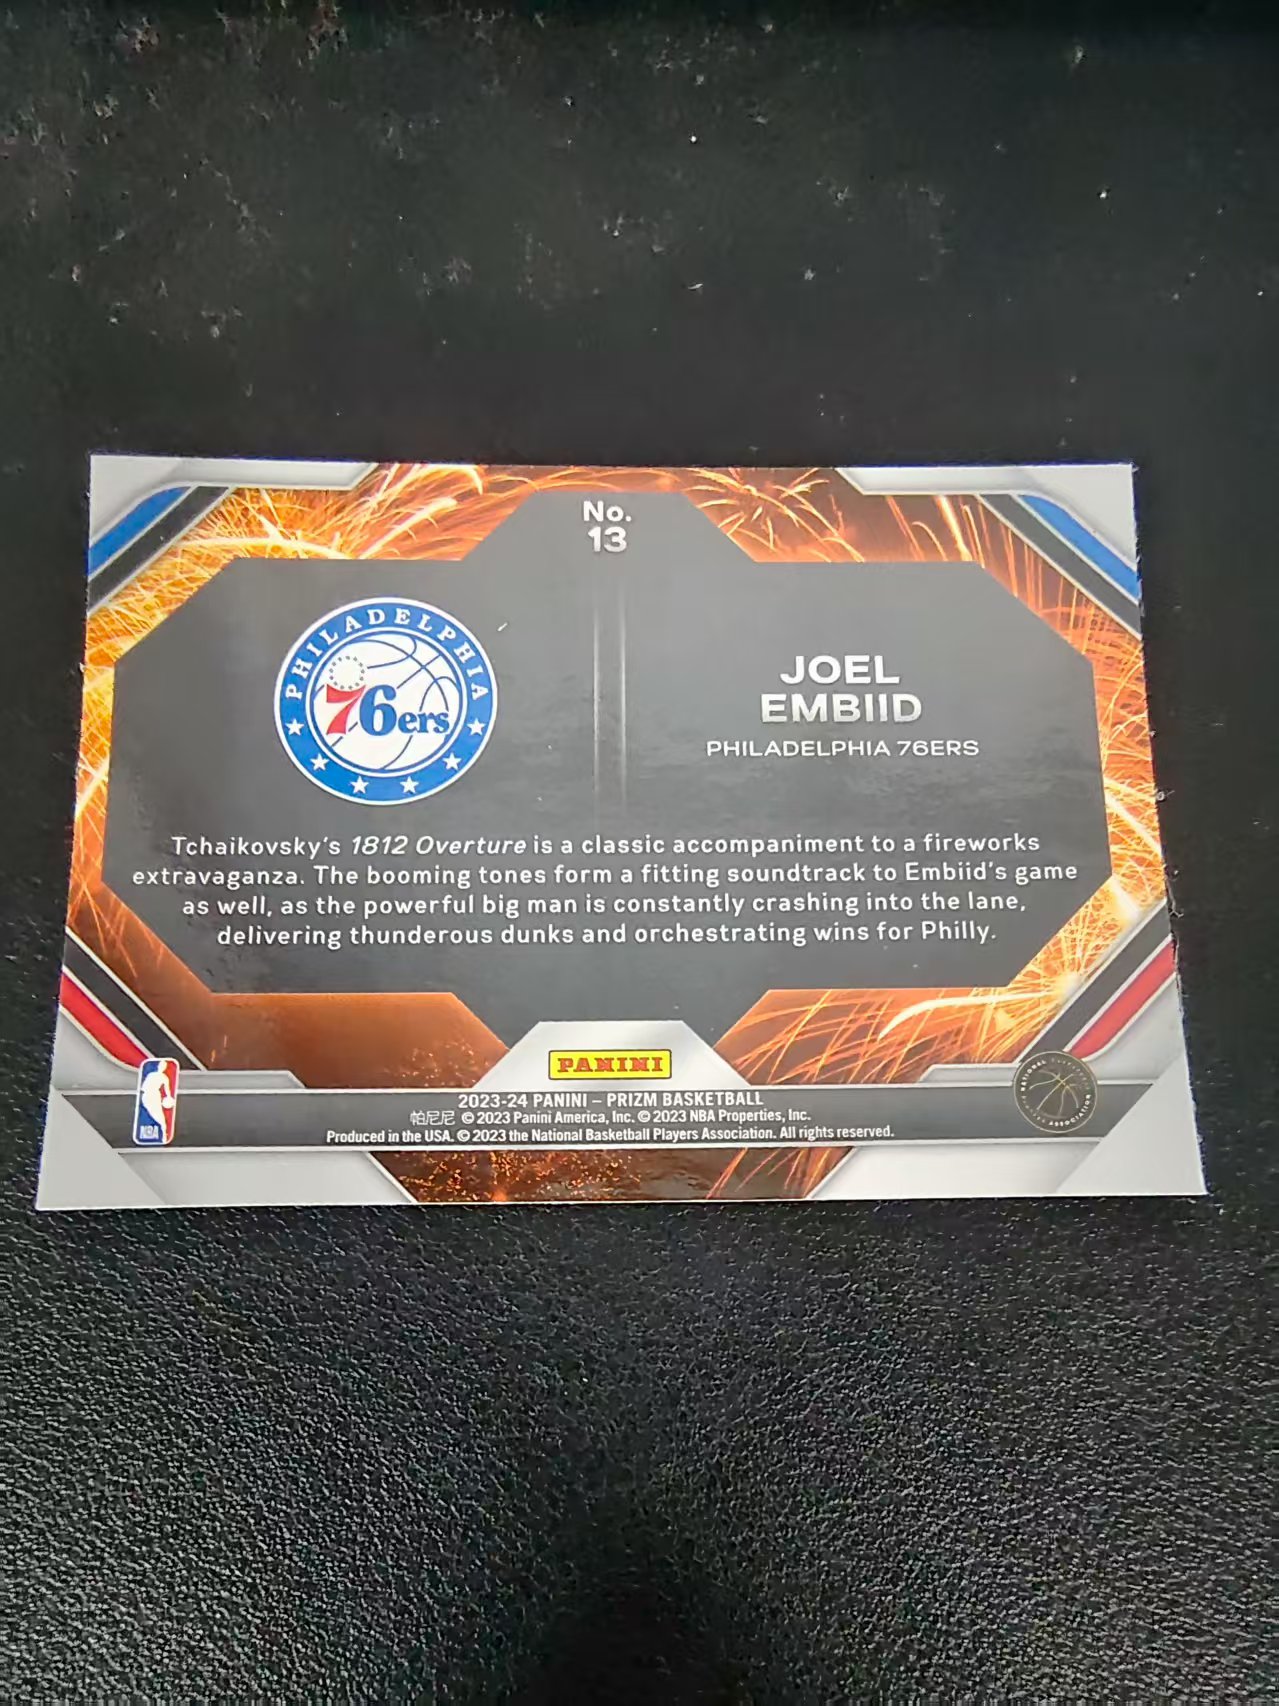 No.
13
PHILADELPHIA
76ers
JOEL
EMBIID
PHILADELPHIA 76ERS
Tchaikovsky's 1812 Overture is a classic accompaniment to a fireworks
extravaganza. The booming tones form a fitting soundtrack to Embiid's game
as well, as the powerful big man is constantly crashing into the lane,
delivering thunderous dunks and orchestrating wins for Philly.
PANINI
2023-24 PANINI – PRIZM BASKETBALL
帕尼尼 © 2023 Panini America, Inc. © 2023 NBA Properties, Inc.
Produced in the USA. © 2023 the National Basketball Players Association. All rights reserved.
NBA
NATIONAL
ASSOCIATION